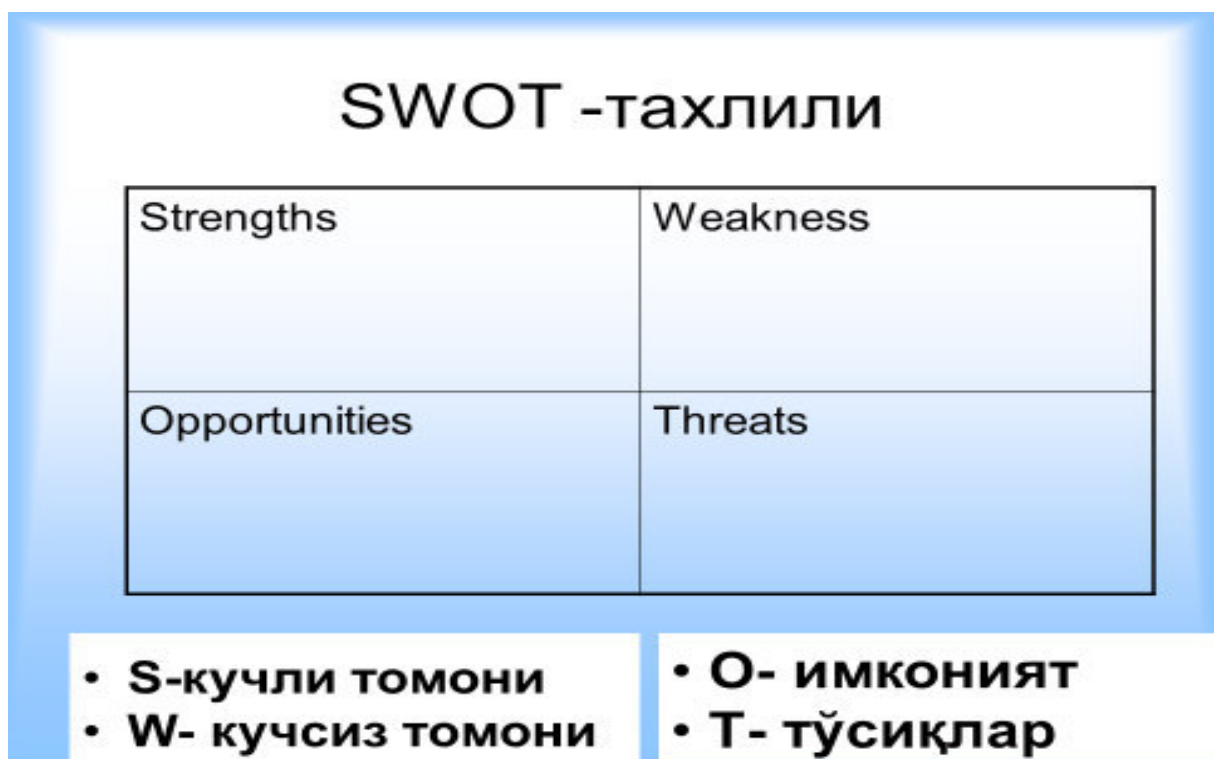 SWOT -тахлили
Strengths
Weakness
Opportunities
Threats
• S-кучли томони
• W- кучсиз томони
• O- имконият
• T- тўсиқлар